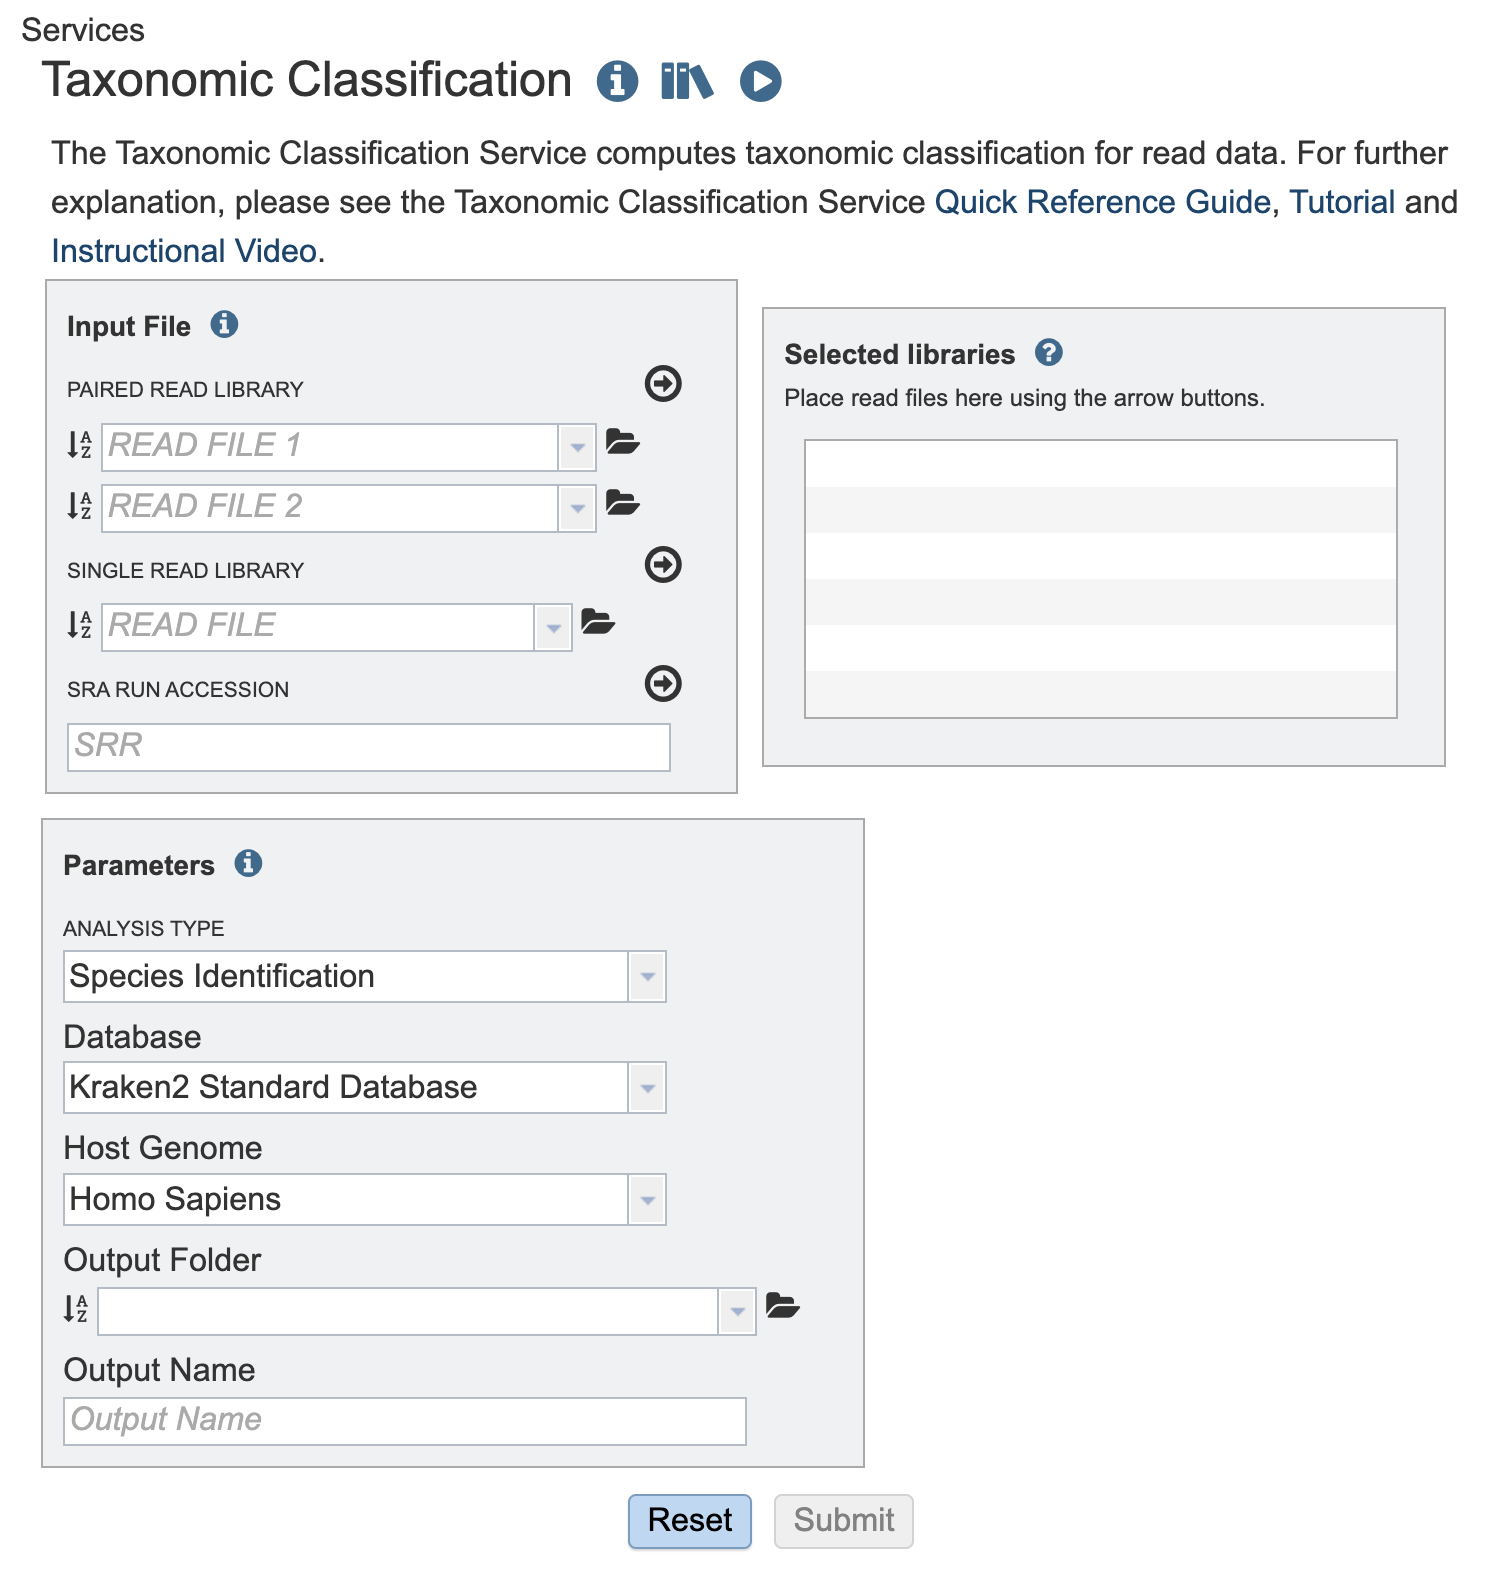 Services
Taxonomic Classification
The Taxonomic Classification Service computes taxonomic classification for read data. For further
explanation, please see the Taxonomic Classification Service Quick Reference Guide, Tutorial and
Instructional Video.
Input File
PAIRED READ LIBRARY
READ FILE 1
READ FILE 2
SINGLE READ LIBRARY
READ FILE
SRA RUN ACCESSION
SRR
Selected libraries
Place read files here using the arrow buttons.
Parameters
ANALYSIS TYPE
Species Identification
Database
Kraken2 Standard Database
Host Genome
Homo Sapiens
Output Folder
Output Name
Output Name
Reset
Submit